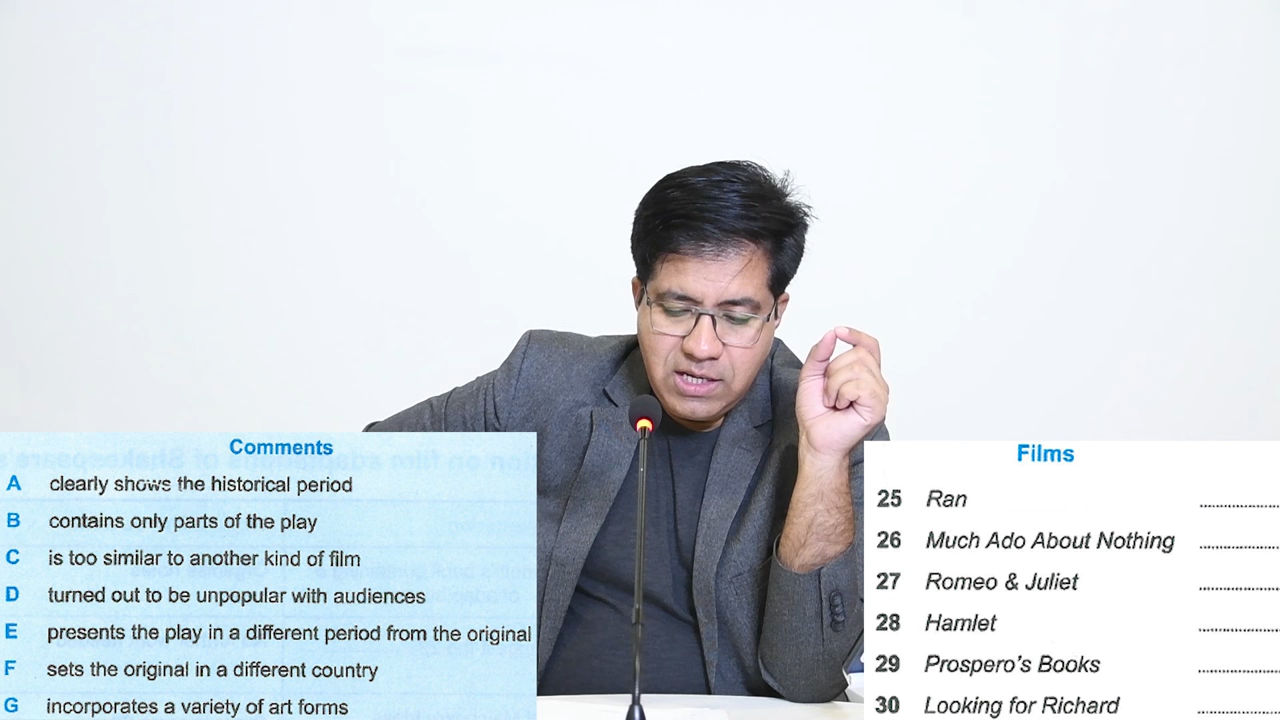 Comments
A clearly shows the historical period
B contains only parts of the play
C is too similar to another kind of film
D turned out to be unpopular with audiences
E presents the play in a different period from the original
F sets the original in a different country
G incorporates a variety of art forms
Films
25 Ran ....................
26 Much Ado About Nothing ....................
27 Romeo & Juliet ....................
28 Hamlet ....................
29 Prospero's Books ....................
30 Looking for Richard ....................